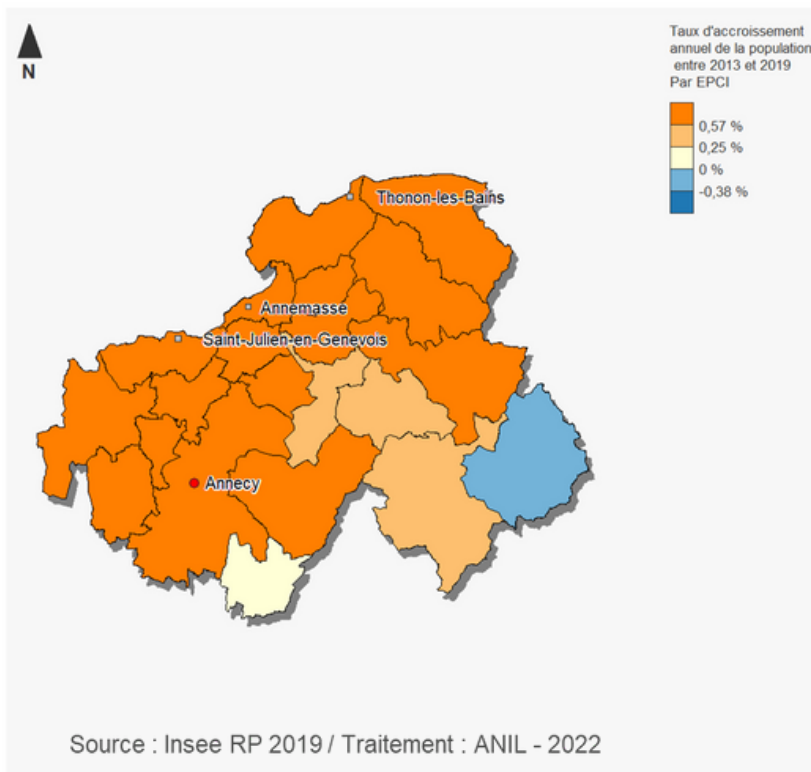 N
Taux d'accroissement
annuel de la population
entre 2013 et 2019
Par EPCI
0,57 %
0,25 %
0 %
-0,38 %
Thonon-les-Bains
Annemasse
Saint-Julien-en-Genevois
Annecy
Source : Insee RP 2019 / Traitement : ANIL - 2022